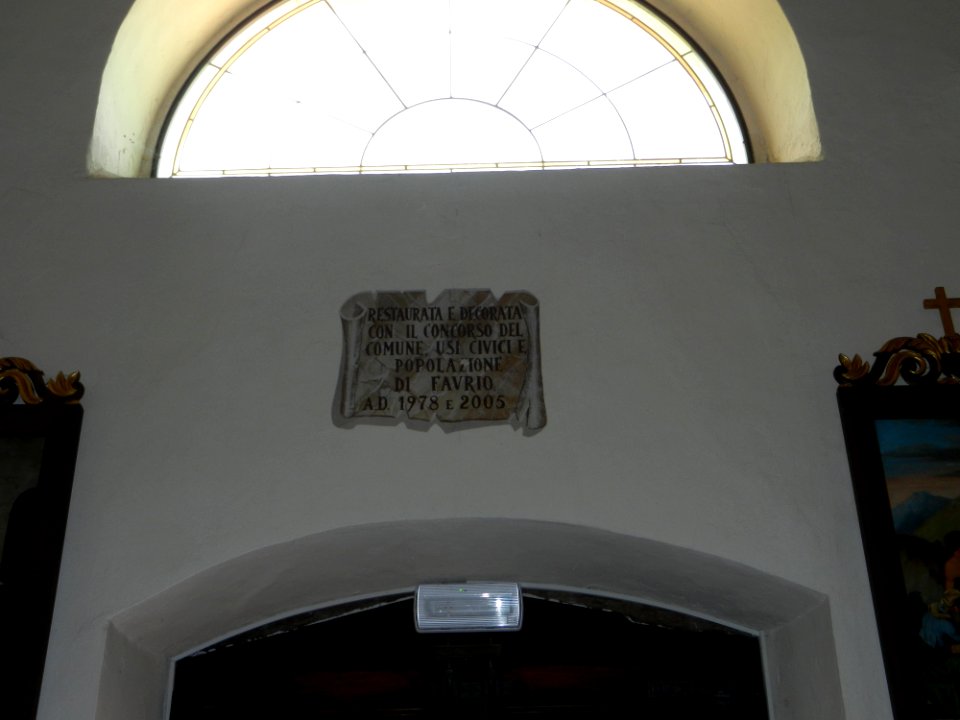 RESTAURATA E DECORATA
CON IL CONCORSO DEL
COMUNE, USI CIVICI E
POPOLAZIONE
DI FAVRIO
A.D. 1978 E 2005